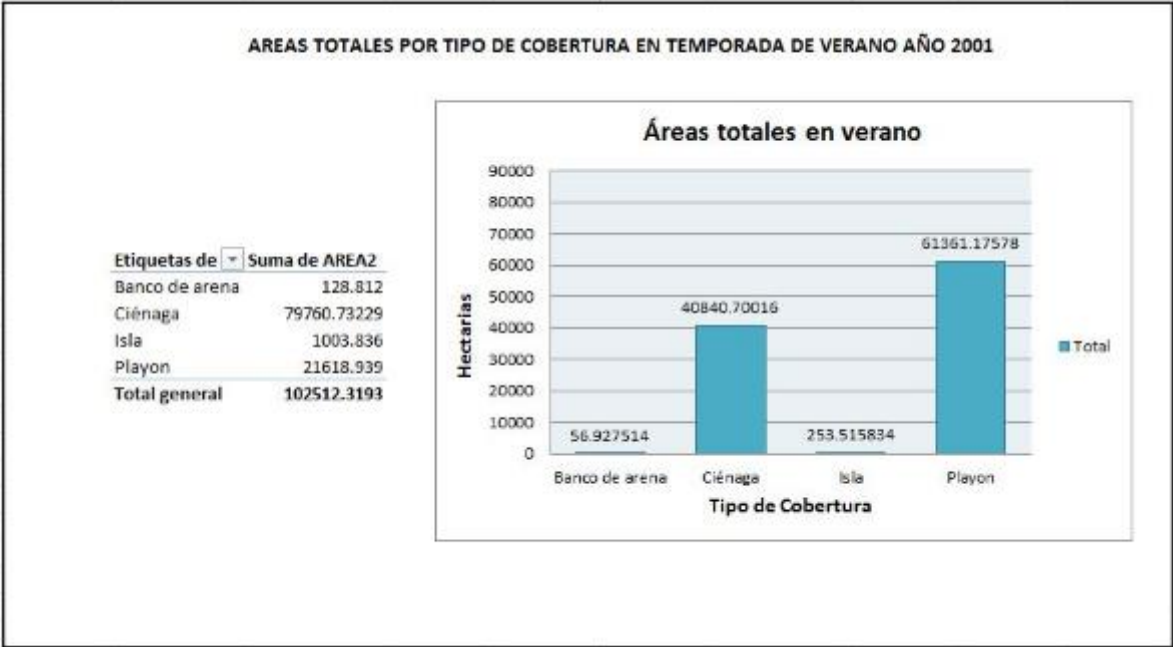 AREAS TOTALES POR TIPO DE COBERTURA EN TEMPORADA DE VERANO AÑO 2001
Etiquetas de Suma de AREA2
Banco de arena 128.812
Ciénaga 79760.73229
Isla 1003.836
Playon 21618.939
Total general 102512.3193
Áreas totales en verano
Hectarias
90000
80000
70000
60000
50000
40000
30000
20000
10000
0
56.927514
40840.70016
253.515834
61361.17578
Banco de arena
Ciénaga
Isla
Playon
Tipo de Cobertura
Total